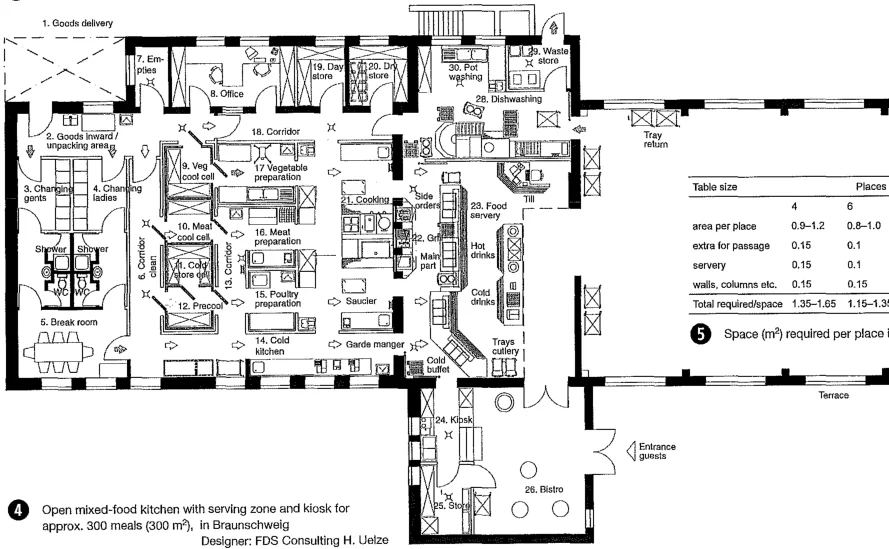 1. Goods delivery
7. Em-
pties
8. Office
19. Day
store
20. Dry
store
30. Pot
washing
29. Waste
store
28. Dishwashing
2. Goods inward /
unpacking area
18. Corridor
Tray
return
9. Veg
cool cell
17 Vegetable
preparation
3. Changing
gents
4. Changing
ladies
21. Cooking
Side
orders
23. Food
servery
Till
10. Meat
cool cell
16. Meat
preparation
22. Grill
Main
part
Hot
drinks
Shower
Shower
6. Corridor
clean
11. Cold
store cell
13. Corridor
WC
WC
12. Precool
15. Poultry
preparation
Saucier
Cold
drinks
5. Break room
14. Cold
kitchen
Garde manger
Trays
cutlery
Cold
buffet
Table size
Places
4 6
area per place 0.9–1.2 0.8–1.0
extra for passage 0.15 0.1
servery 0.15 0.1
walls, columns etc. 0.15 0.15
Total required/space 1.35–1.65 1.15–1.35
5 Space (m²) required per place i
Terrace
24. Kiosk
Entrance
guests
25. Store
26. Bistro
4 Open mixed-food kitchen with serving zone and kiosk for
approx. 300 meals (300 m²), in Braunschweig
Designer: FDS Consulting H. Uelze